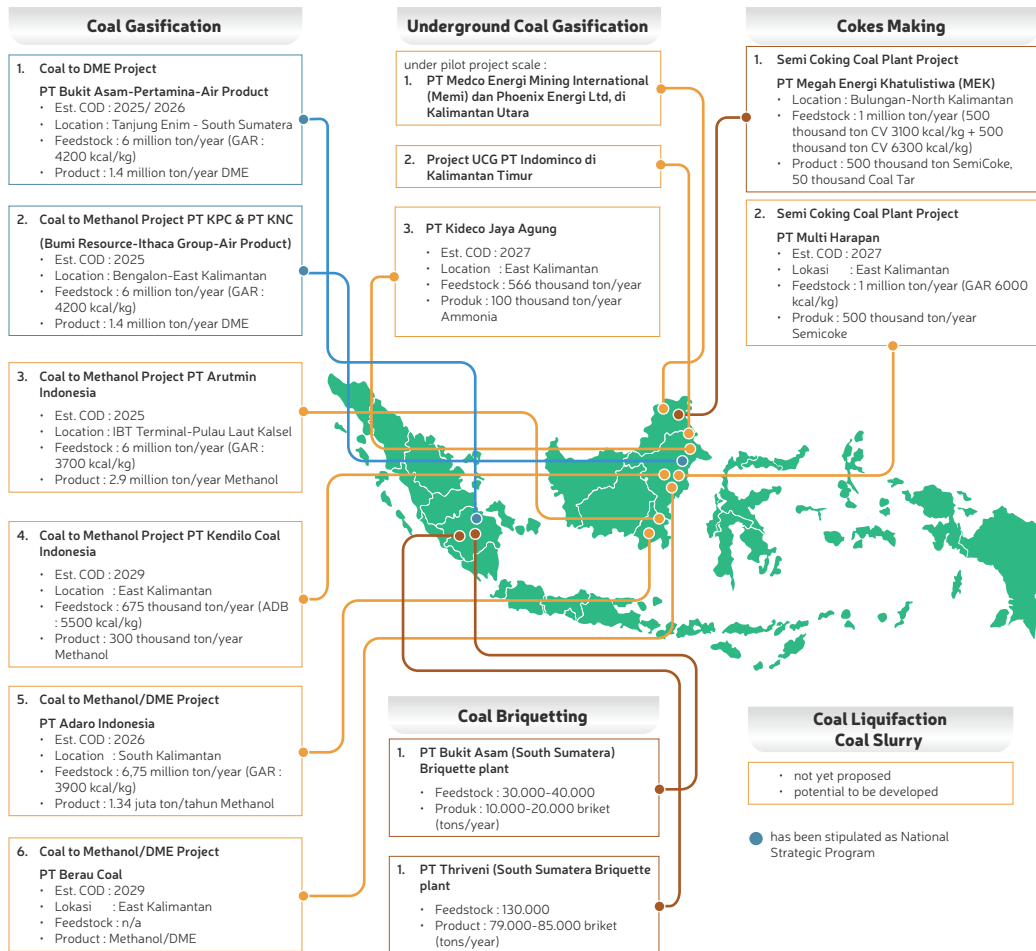 Coal Gasification
1. Coal to DME Project
PT Bukit Asam-Pertamina-Air Product
• Est. COD : 2025/ 2026
• Location : Tanjung Enim - South Sumatera
• Feedstock : 6 million ton/year (GAR :
4200 kcal/kg)
• Product : 1.4 million ton/year DME
2. Coal to Methanol Project PT KPC & PT KNC
(Bumi Resource-Ithaca Group-Air Product)
• Est. COD : 2025
• Location : Bengalon-East Kalimantan
• Feedstock : 6 million ton/year (GAR :
4200 kcal/kg)
• Product : 1.4 million ton/year DME
3. Coal to Methanol Project PT Arutmin
Indonesia
• Est. COD : 2025
• Location : IBT Terminal-Pulau Laut Kalsel
• Feedstock : 6 million ton/year (GAR :
3700 kcal/kg)
• Product : 2.9 million ton/year Methanol
4. Coal to Methanol Project PT Kendilo Coal
Indonesia
• Est. COD : 2029
• Location : East Kalimantan
• Feedstock : 675 thousand ton/year (ADB
: 5500 kcal/kg)
• Product : 300 thousand ton/year
Methanol
5. Coal to Methanol/DME Project
PT Adaro Indonesia
• Est. COD : 2026
• Location : South Kalimantan
• Feedstock : 6,75 million ton/year (GAR :
3900 kcal/kg)
• Product : 1.34 juta ton/tahun Methanol
6. Coal to Methanol/DME Project
PT Berau Coal
• Est. COD : 2029
• Lokasi : East Kalimantan
• Feedstock : n/a
• Product : Methanol/DME
Underground Coal Gasification
under pilot project scale :
1. PT Medco Energi Mining International
(Memi) dan Phoenix Energi Ltd, di
Kalimantan Utara
2. Project UCG PT Indominco di
Kalimantan Timur
3. PT Kideco Jaya Agung
• Est. COD : 2027
• Location : East Kalimantan
• Feedstock : 566 thousand ton/year
• Produk : 100 thousand ton/year
Ammonia
Cokes Making
1. Semi Coking Coal Plant Project
PT Megah Energi Khatulistiwa (MEK)
• Location : Bulungan-North Kalimantan
• Feedstock : 1 million ton/year (500
thousand ton CV 3100 kcal/kg + 500
thousand ton CV 6300 kcal/kg)
• Product : 500 thousand ton SemiCoke,
50 thousand Coal Tar
2. Semi Coking Coal Plant Project
PT Multi Harapan
• Est. COD : 2027
• Lokasi : East Kalimantan
• Feedstock : 1 million ton/year (GAR 6000
kcal/kg)
• Produk : 500 thousand ton/year
Semicoke
Coal Briquetting
1. PT Bukit Asam (South Sumatera)
Briquette plant
• Feedstock : 30.000-40.000
• Produk : 10.000-20.000 briket
(tons/year)
1. PT Thriveni (South Sumatera Briquette
plant
• Feedstock : 130.000
• Product : 79.000-85.000 briket
(tons/year)
Coal Liquifaction
Coal Slurry
• not yet proposed
• potential to be developed
has been stipulated as National
Strategic Program